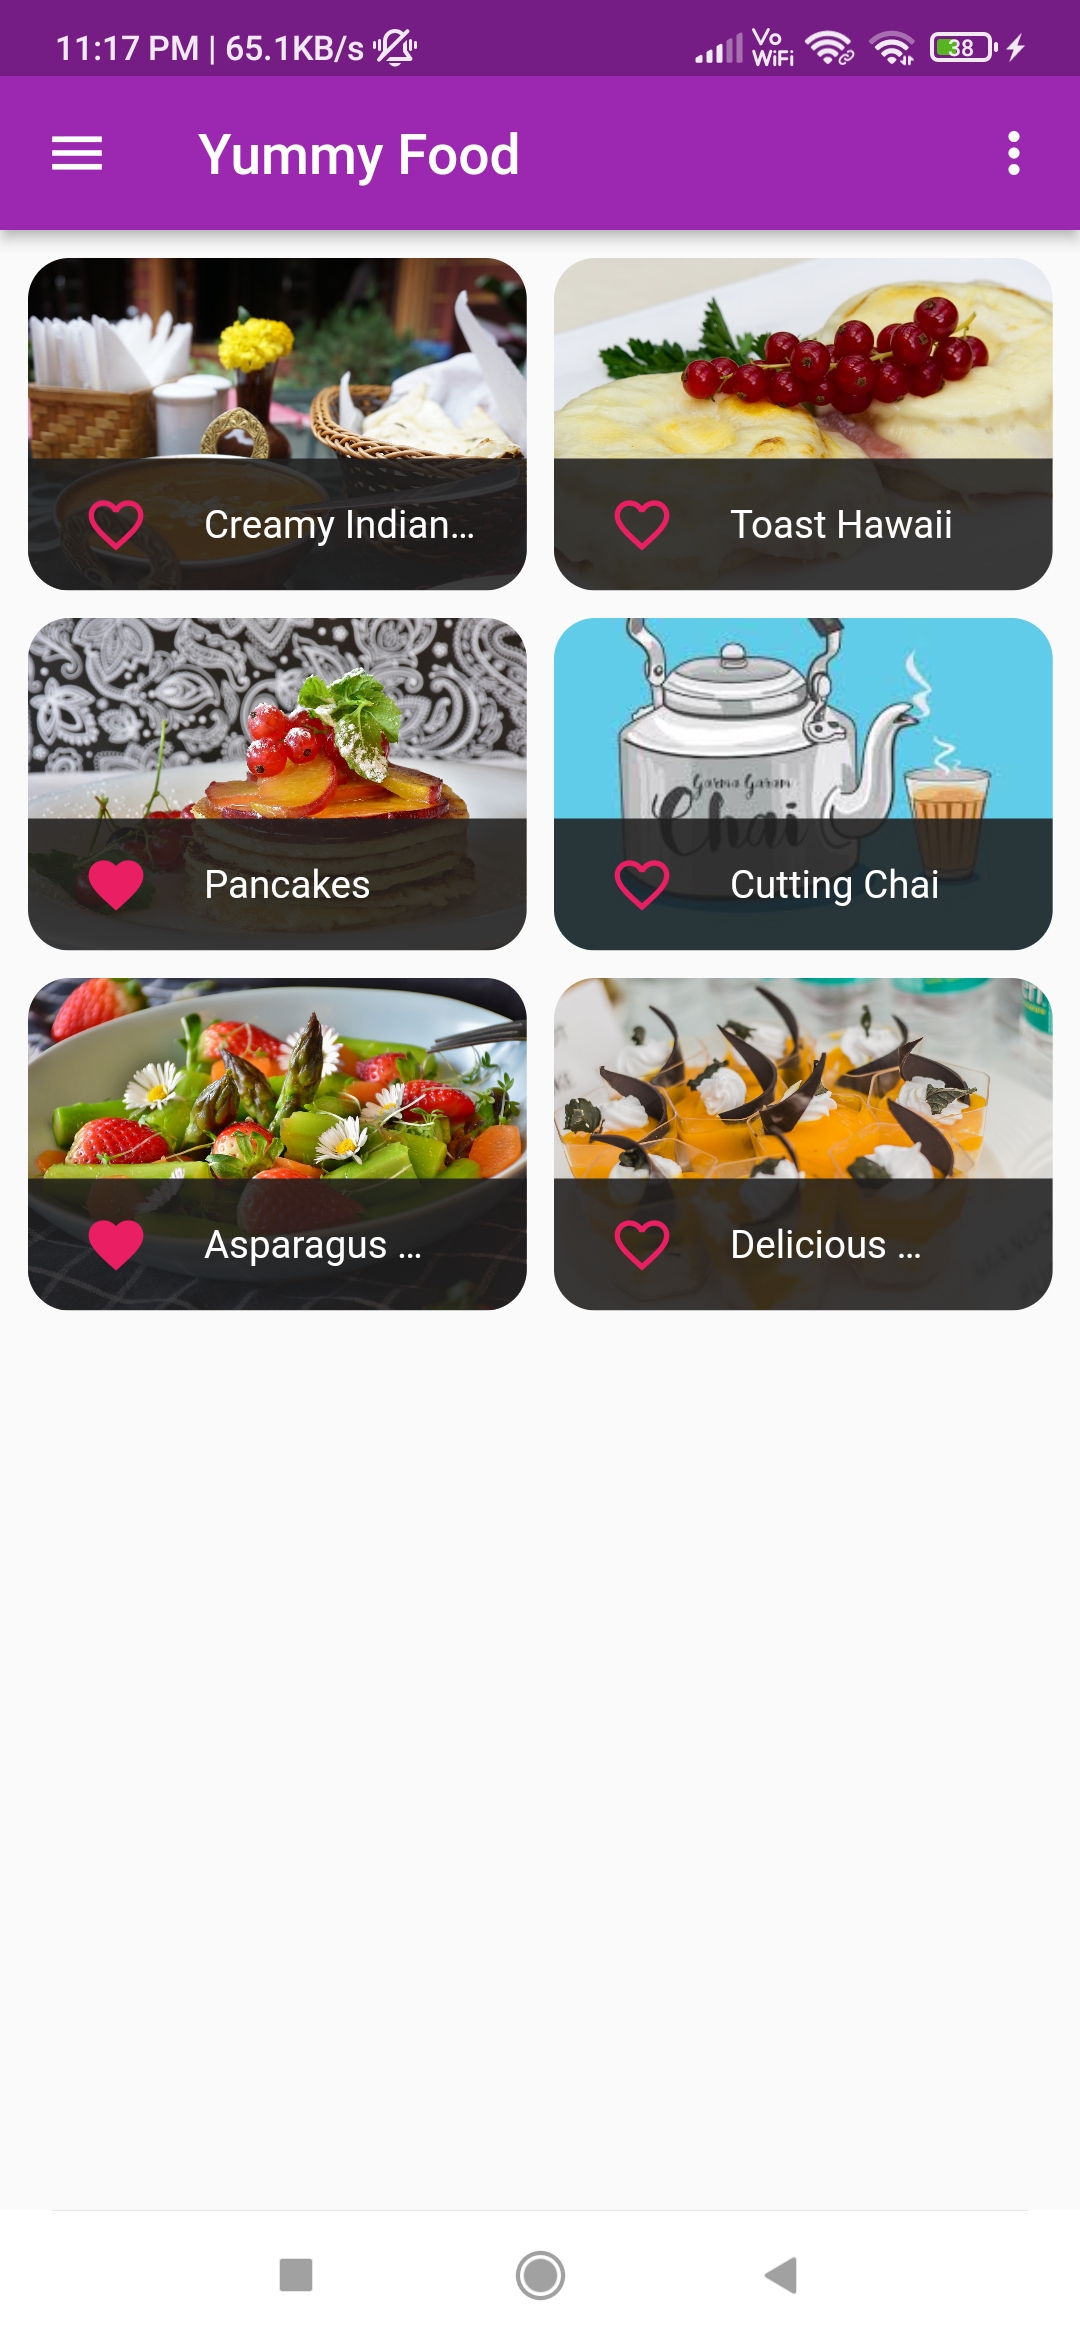 11:17 PM | 65.1KB/s
Vo
WiFi
38
Yummy Food
Creamy Indian...
Toast Hawaii
Garma Garam
Chai
Pancakes
Cutting Chai
Asparagus ...
Delicious ...